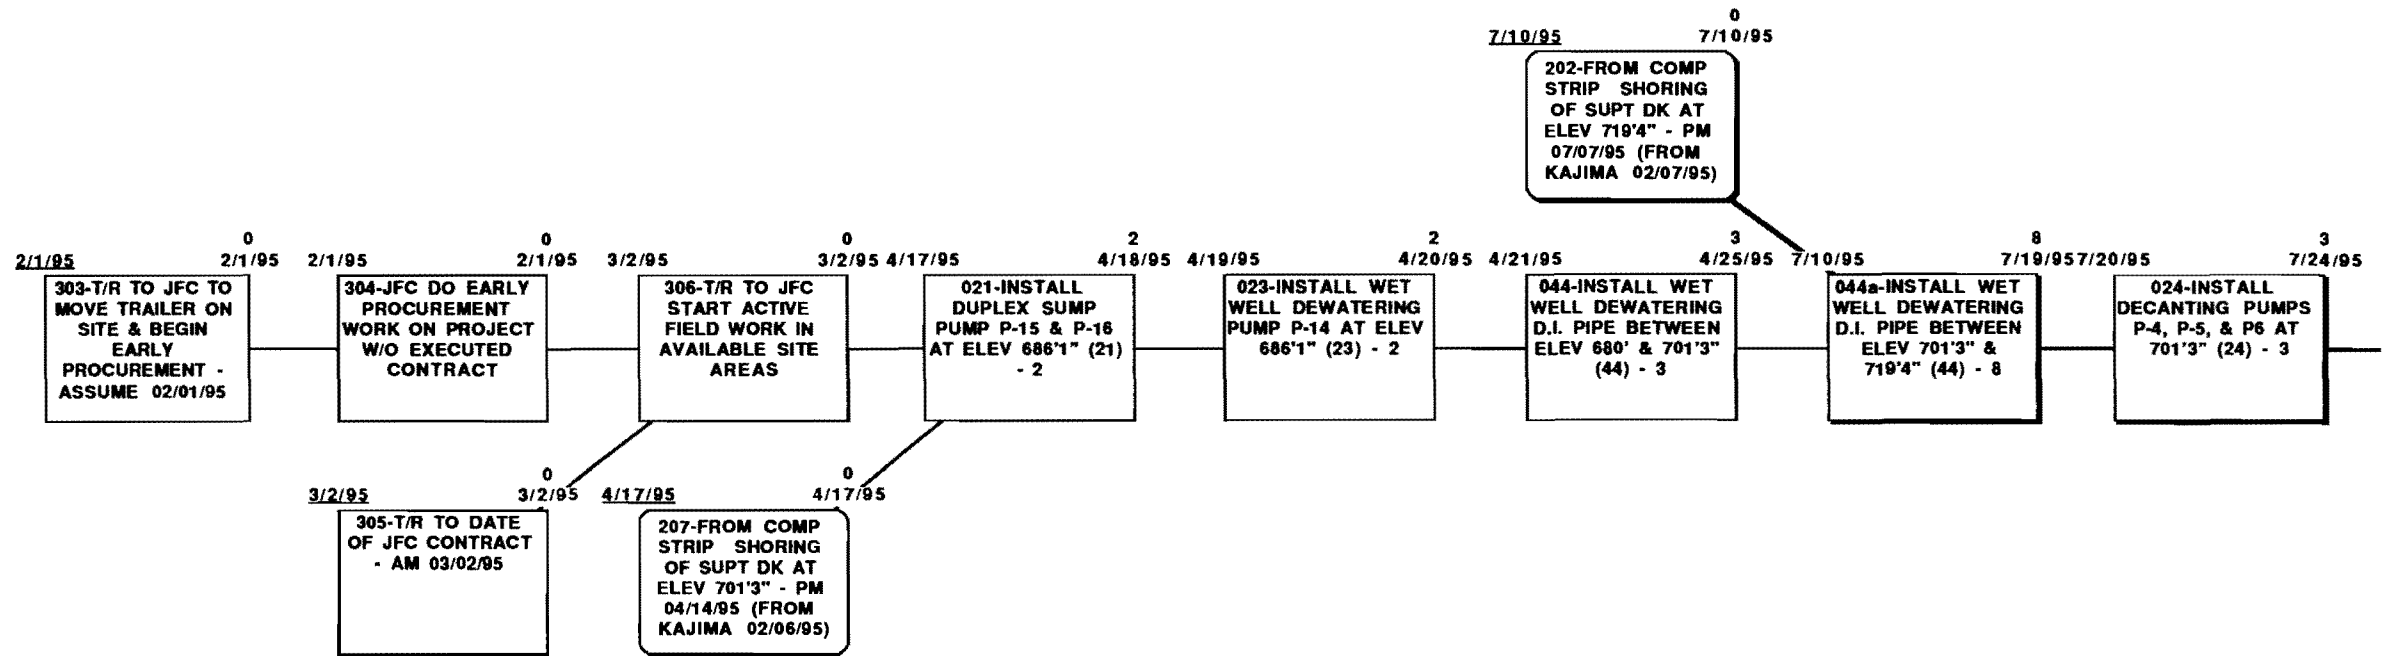 0
7/10/95 7/10/95
202-FROM COMP
STRIP SHORING
OF SUPT DK AT
ELEV 719'4" - PM
07/07/95 (FROM
KAJIMA 02/07/95)
0
2/1/95 2/1/95
303-T/R TO JFC TO
MOVE TRAILER ON
SITE & BEGIN
EARLY
PROCUREMENT -
ASSUME 02/01/95
0
2/1/95 2/1/95
304-JFC DO EARLY
PROCUREMENT
WORK ON PROJECT
W/O EXECUTED
CONTRACT
0
3/2/95 3/2/95
306-T/R TO JFC
START ACTIVE
FIELD WORK IN
AVAILABLE SITE
AREAS
2
4/17/95 4/18/95
021-INSTALL
DUPLEX SUMP
PUMP P-15 & P-16
AT ELEV 686'1" (21)
- 2
2
4/19/95 4/20/95
023-INSTALL WET
WELL DEWATERING
PUMP P-14 AT ELEV
686'1" (23) - 2
3
4/21/95 4/25/95
044-INSTALL WET
WELL DEWATERING
D.I. PIPE BETWEEN
ELEV 680' & 701'3"
(44) - 3
8
7/10/95 7/19/95
044a-INSTALL WET
WELL DEWATERING
D.I. PIPE BETWEEN
ELEV 701'3" &
719'4" (44) - 8
3
7/20/95 7/24/95
024-INSTALL
DECANTING PUMPS
P-4, P-5, & P6 AT
701'3" (24) - 3
0
3/2/95 3/2/95
305-T/R TO DATE
OF JFC CONTRACT
- AM 03/02/95
0
4/17/95 4/17/95
207-FROM COMP
STRIP SHORING
OF SUPT DK AT
ELEV 701'3" - PM
04/14/95 (FROM
KAJIMA 02/06/95)